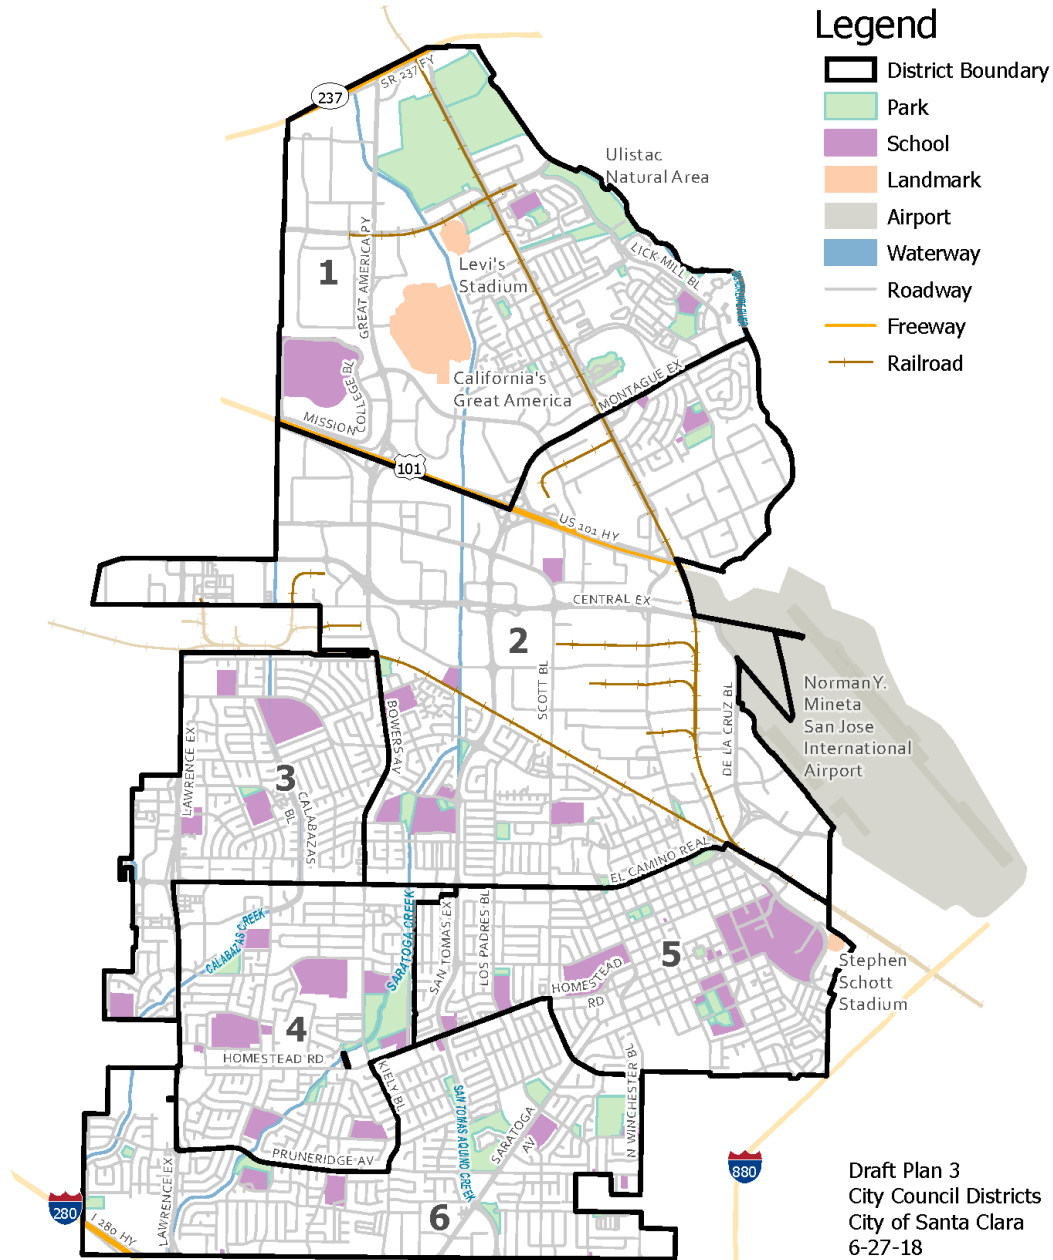 Legend
District Boundary
Park
School
Landmark
Airport
Waterway
Roadway
Freeway
Railroad
SR 237 FY
237
Ulistac
Natural Area
GREAT AMERICA PY
LICK MILL BL
1
Levi's
Stadium
California's
Great America
MONTAGUE EX
COLLEGE BL
MISSION
101
US 101 HY
CENTRAL EX
2
SCOTT BL
DE LA CRUZ BL
Norman Y.
Mineta
San Jose
International
Airport
BOWERS AV
LAWRENCE EX
3
CALABAZAS
BL
EL CAMINO REAL
CALABAZAS CREEK
SARATOGA CREEK
SAN TOMAS EX
LOS PADRES BL
5
HOMESTEAD
RD
Stephen
Schott
Stadium
4
HOMESTEAD RD
KIELY BL
N WINCHESTER BL
SAN TOMAS AQUINO CREEK
SARATOGA
AV
PRUNERIDGE AV
LAWRENCE EX
280
I 280 HY
6
880
Draft Plan 3
City Council Districts
City of Santa Clara
6-27-18